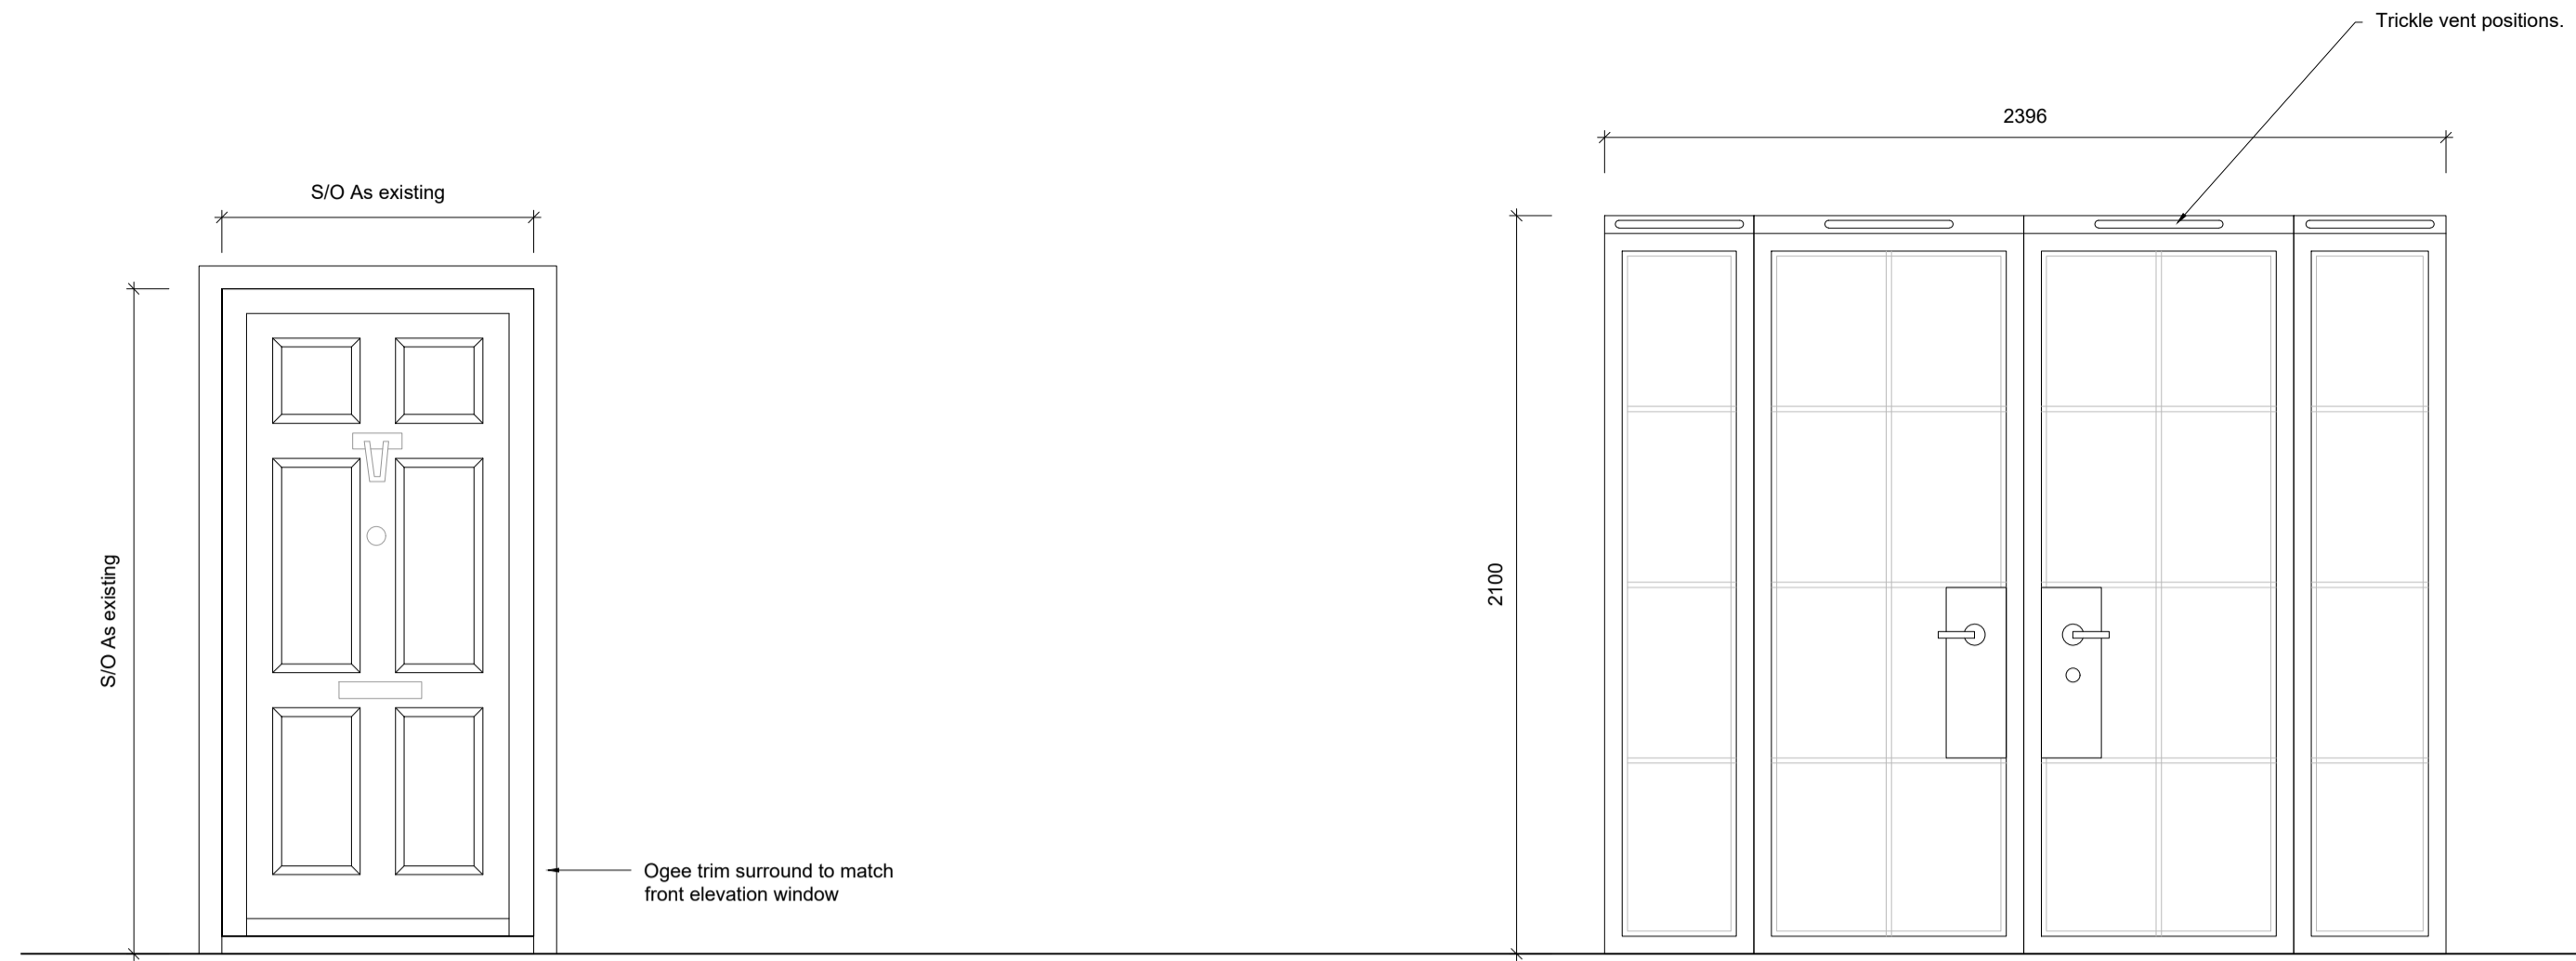 Trickle vent positions.
2396
S/O As existing
S/O As existing
2100
Ogee trim surround to match
front elevation window